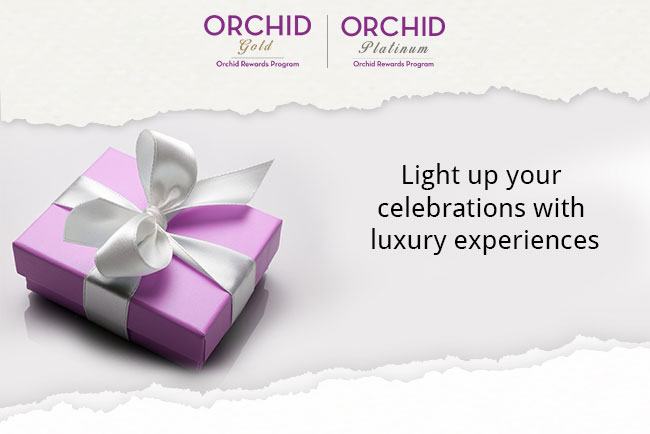 ORCHID
Gold
Orchid Rewards Program
ORCHID
Platinum
Orchid Rewards Program
Light up your
celebrations with
luxury experiences